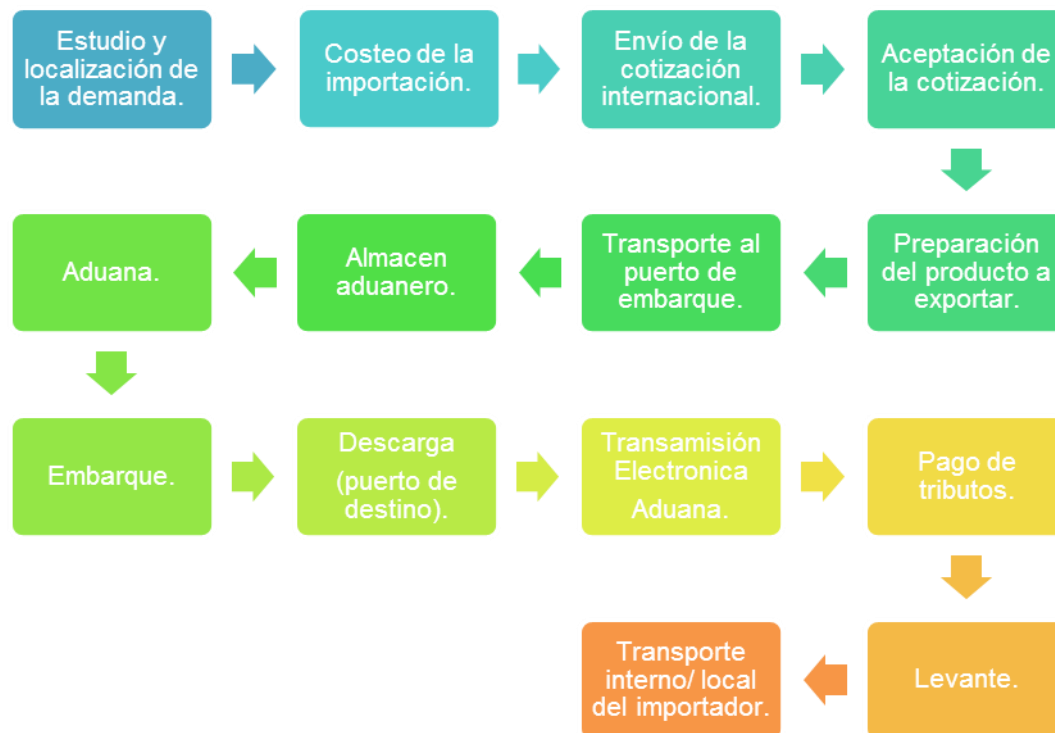 Estudio y
localización de
la demanda.
Costeo de la
importación.
Envío de la
cotización
internacional.
Aceptación de
la cotización.
Preparación
del producto a
exportar.
Transporte al
puerto de
embarque.
Almacen
aduanero.
Aduana.
Embarque.
Descarga
(puerto de
destino).
Transamisión
Electronica
Aduana.
Pago de
tributos.
Levante.
Transporte
interno/ local
del importador.